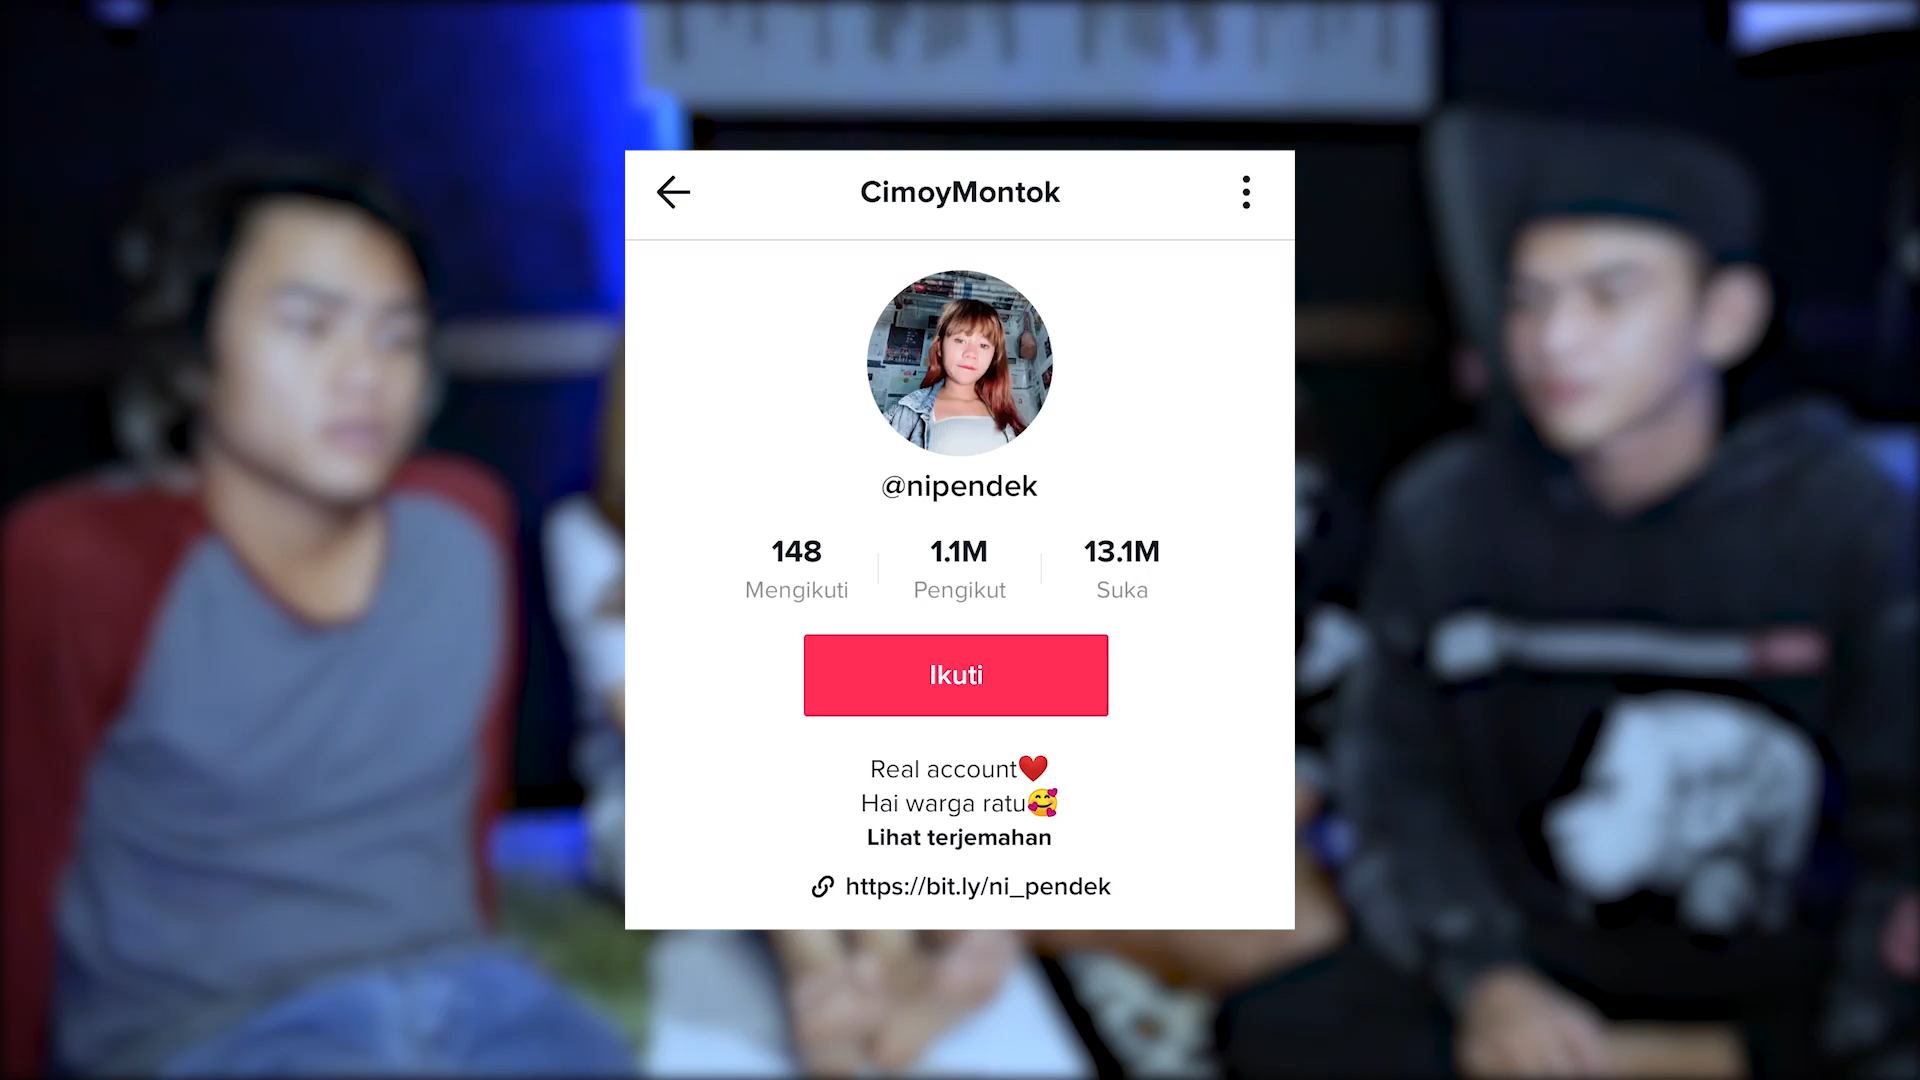 CimoyMontok
@nipendek
148 1.1M 13.1M
Mengikuti Pengikut Suka
Ikuti
Real account❤️
Hai warga ratu🥰
Lihat terjemahan
https://bit.ly/ni_pendek